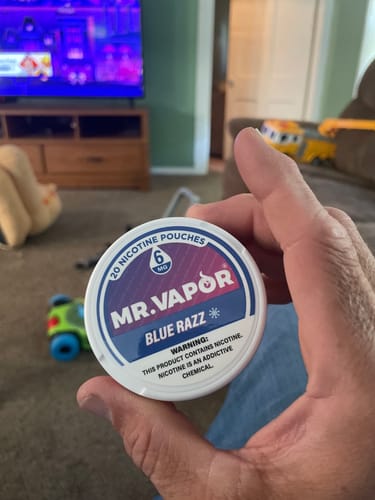 20 NICOTINE POUCHES
6
MG
MR.VAPOR
BLUE RAZZ
WARNING:
THIS PRODUCT CONTAINS NICOTINE.
NICOTINE IS AN ADDICTIVE
CHEMICAL.